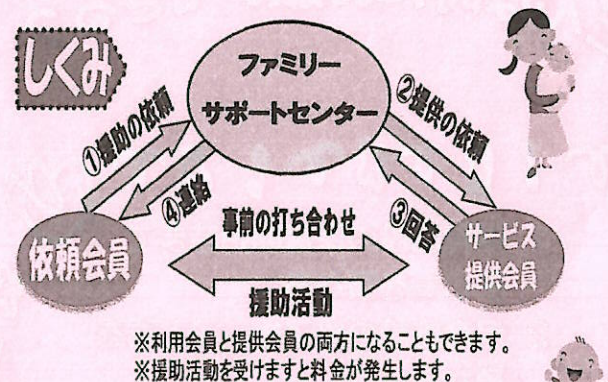 しくみ
ファミリー
サポートセンター
①援助の依頼
②提供の依頼
④連絡
③回答
事前の打ち合わせ
依頼会員
サービス
提供会員
援助活動
※利用会員と提供会員の両方になることもできます。
※援助活動を受けますと料金が発生します。